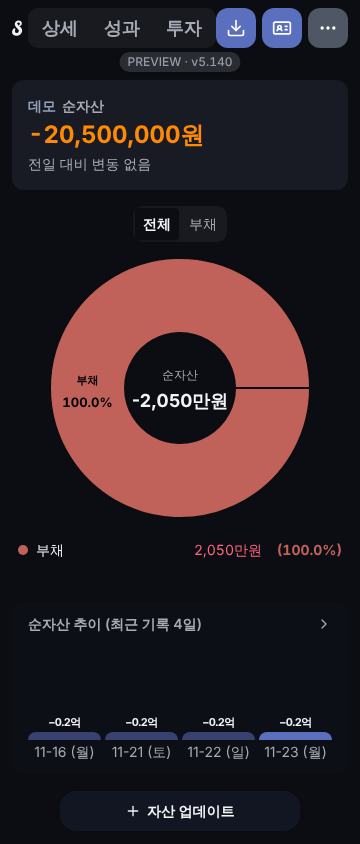 S 상세 성과 투자
PREVIEW · v5.140
데모 순자산
-20,500,000원
전일 대비 변동 없음
전체 부채
부채
100.0%
순자산
-2,050만원
부채 2,050만원 (100.0%)
순자산 추이 (최근 기록 4일)
-0.2억 -0.2억 -0.2억 -0.2억
11-16 (월) 11-21 (토) 11-22 (일) 11-23 (월)
+ 자산 업데이트